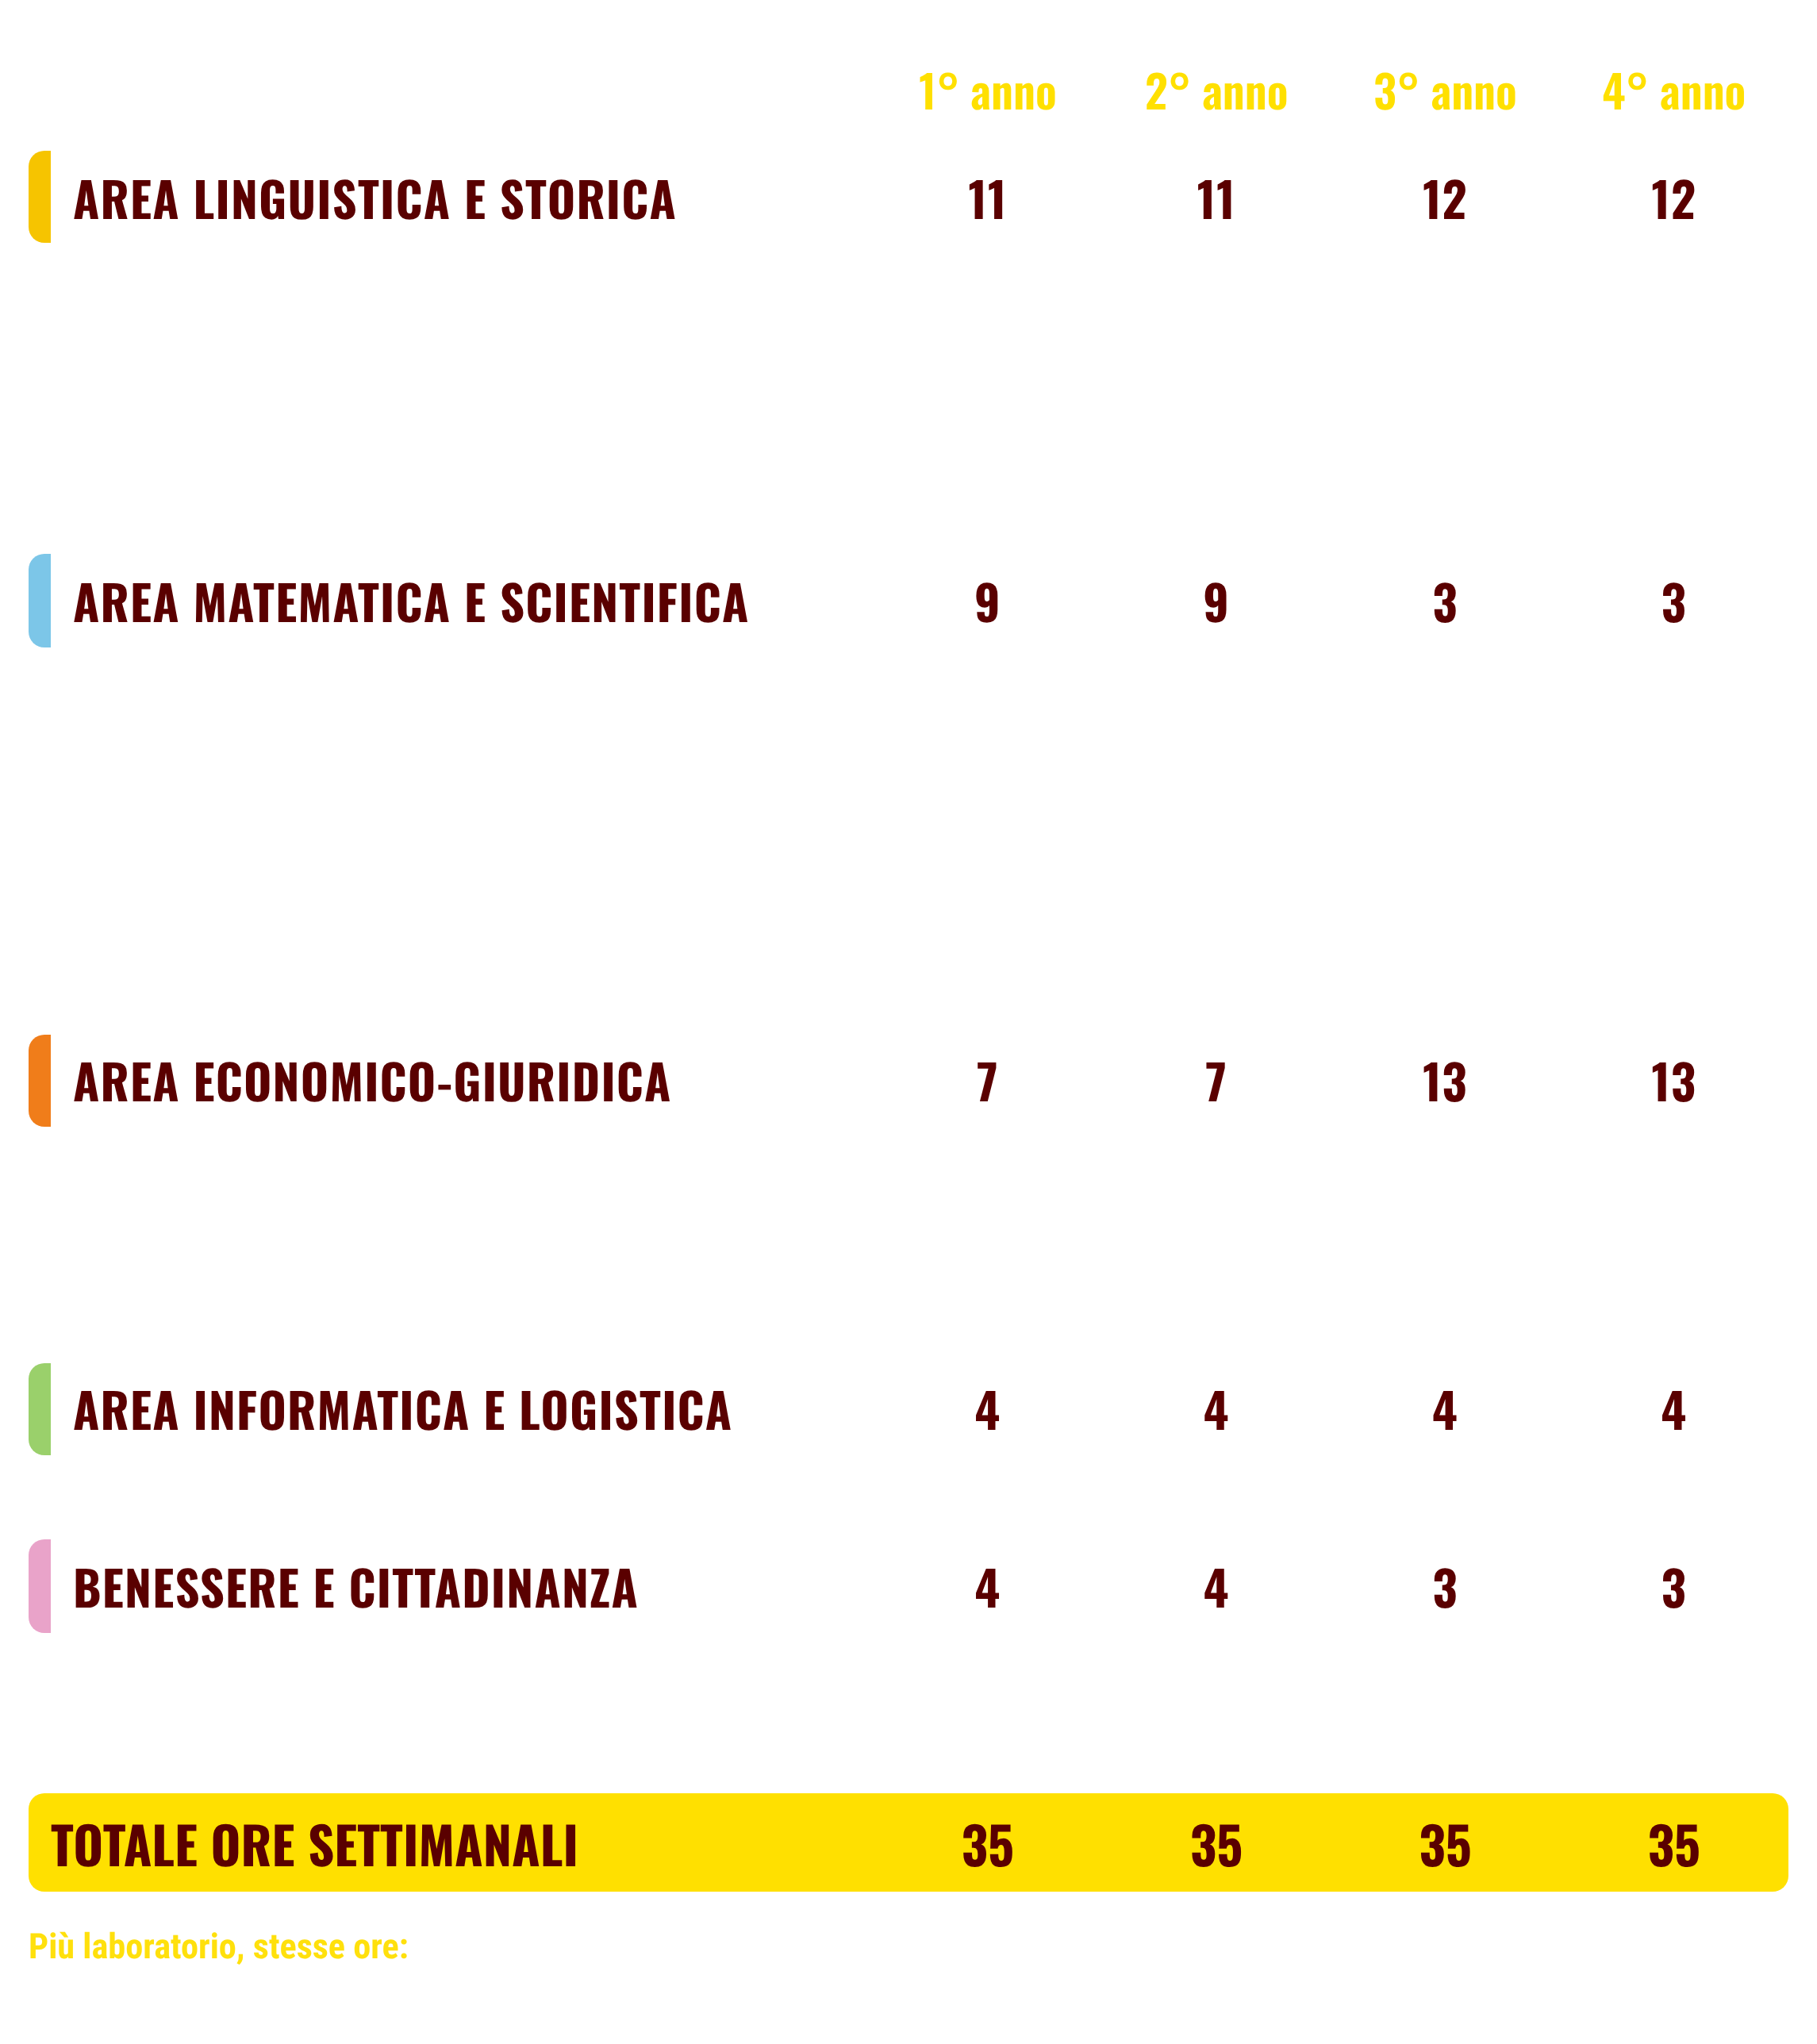 1° anno 2° anno 3° anno 4° anno
AREA LINGUISTICA E STORICA 11 11 12 12
AREA MATEMATICA E SCIENTIFICA 9 9 3 3
AREA ECONOMICO-GIURIDICA 7 7 13 13
AREA INFORMATICA E LOGISTICA 4 4 4 4
BENESSERE E CITTADINANZA 4 4 3 3
TOTALE ORE SETTIMANALI 35 35 35 35
Più laboratorio, stesse ore: